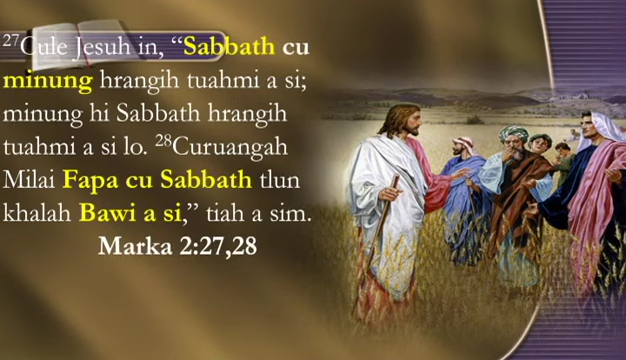 ²⁷Cule Jesuh in, “Sabbath cu
minung hrangih tuahmi a si;
minung hi Sabbath hrangih
tuahmi a si lo. ²⁸Curuangah
Milai Fapa cu Sabbath tlun
khalah Bawi a si,” tiah a sim.
Marka 2:27,28